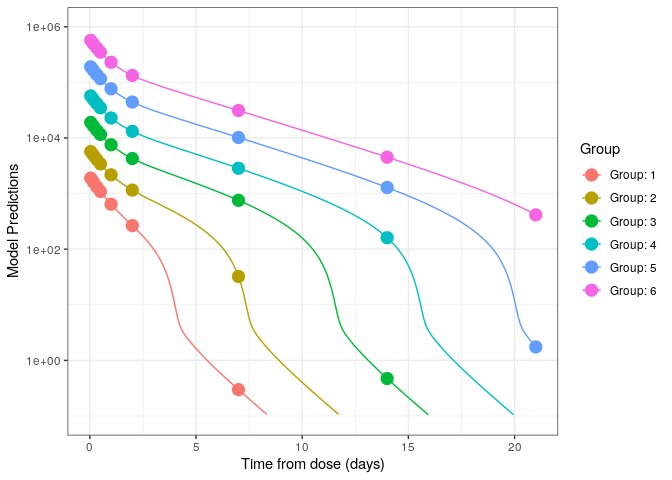 1e+06
1e+04
1e+02
1e+00
Model Predictions
0
5
10
15
20
Time from dose (days)
Group
Group: 1
Group: 2
Group: 3
Group: 4
Group: 5
Group: 6